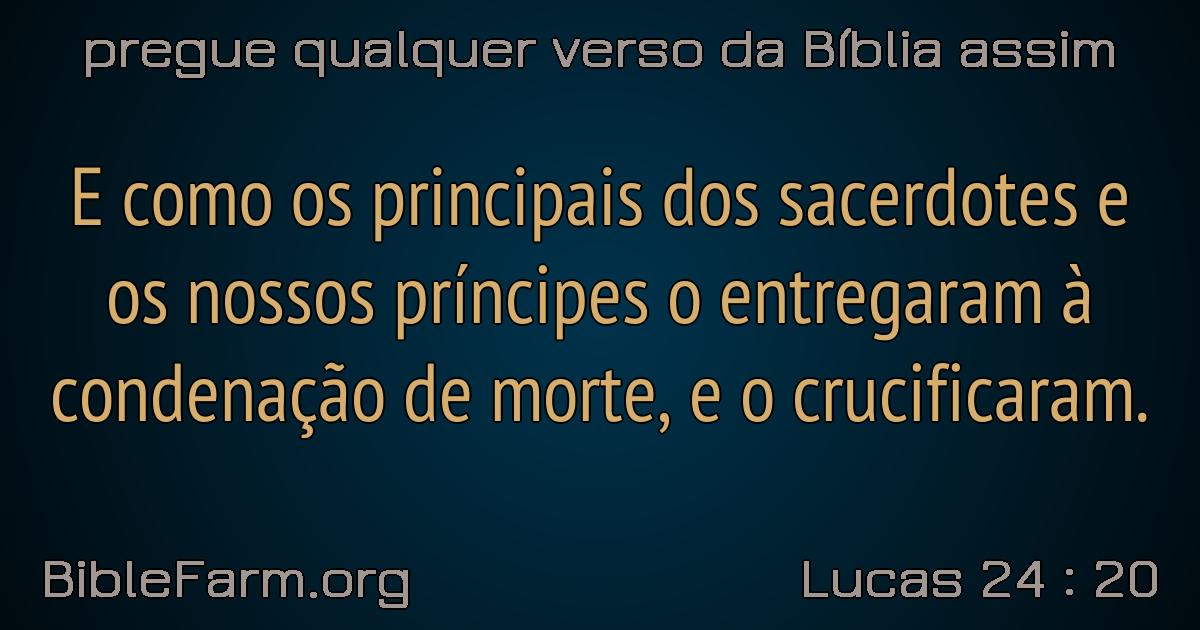 pregue qualquer verso da Bíblia assim
E como os principais dos sacerdotes e
os nossos príncipes o entregaram à
condenação de morte, e o crucificaram.
BibleFarm.org
Lucas 24 : 20